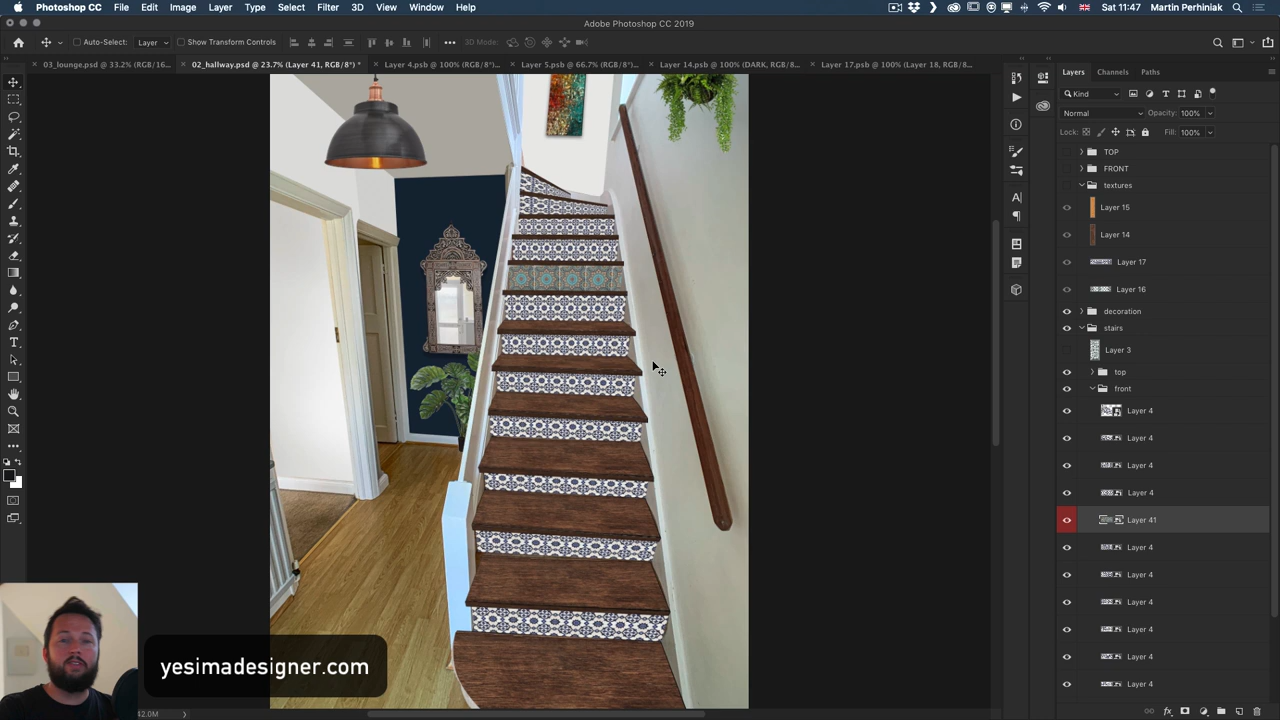 Photoshop CC File Edit Image Layer Type Select Filter 3D View Window Help 93% Sat 11:47 Martin Perhiniak
Adobe Photoshop CC 2019
Auto-Select: Layer Show Transform Controls 3D Mode:
03_lounge.psd @ 33.2% (RGB/16... 02_hallway.psd @ 23.7% (Layer 41, RGB/8*) * Layer 4.psb @ 100% (RGB/8*)... Layer 5.psb @ 66.7% (RGB/8*)... Layer 14.psb @ 100% (DARK, RGB/8... Layer 17.psb @ 100% (Layer 18, RGB/8...
Layers Channels Paths
Kind
Normal Opacity: 100%
Lock: Fill: 100%
TOP
FRONT
textures
Layer 15
Layer 14
Layer 17
Layer 16
decoration
stairs
Layer 3
top
front
Layer 4
Layer 4
Layer 4
Layer 4
Layer 41
Layer 4
Layer 4
Layer 4
Layer 4
Layer 4
Layer 4
yesimadesigner.com
42.0M